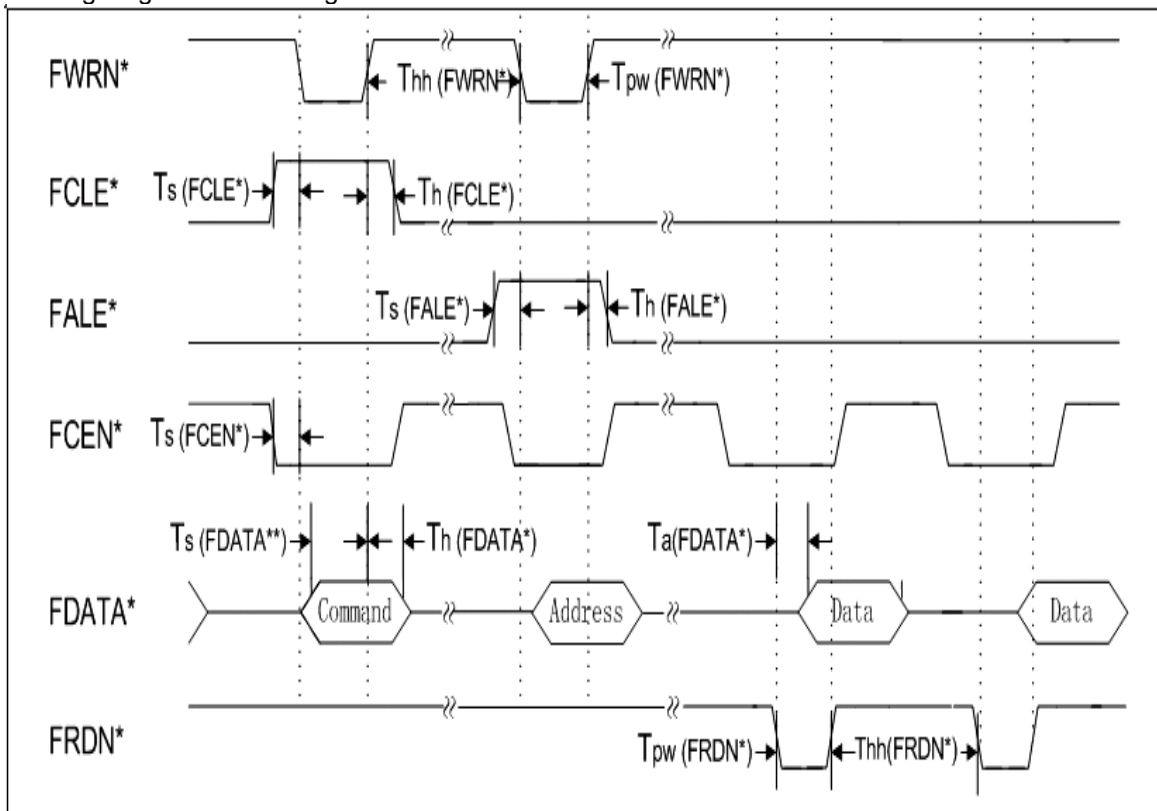 FWRN*
Thh (FWRN*)
Tpw (FWRN*)
FCLE*
Ts (FCLE*)
Th (FCLE*)
FALE*
Ts (FALE*)
Th (FALE*)
FCEN*
Ts (FCEN*)
Ts (FDATA**)
Th (FDATA*)
Ta(FDATA*)
FDATA*
Command
Address
Data
Data
FRDN*
Tpw (FRDN*)
Thh(FRDN*)